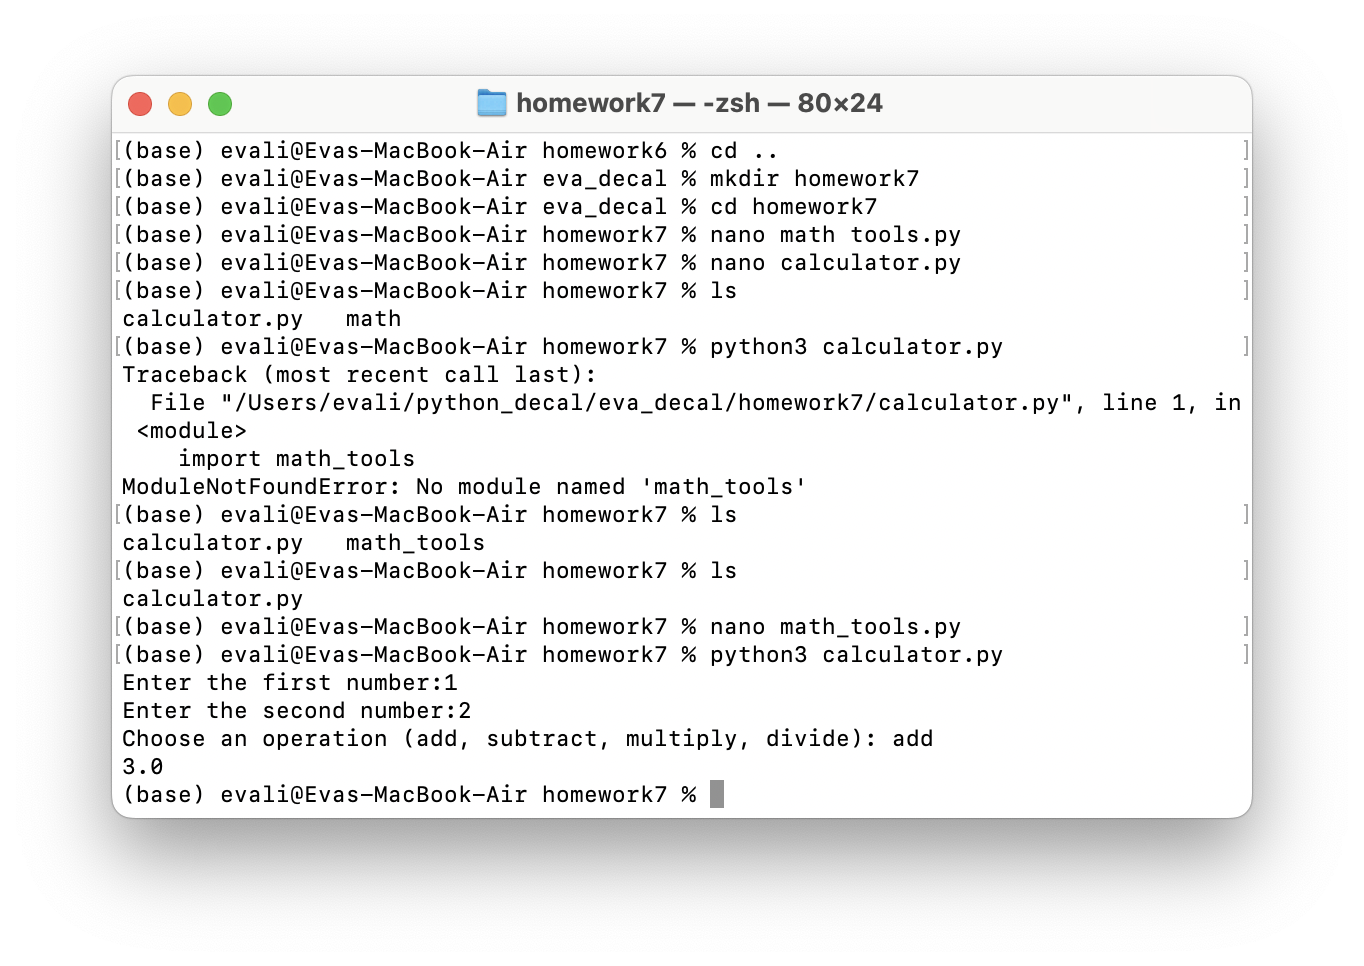 homework7 — -zsh — 80×24
[(base) evali@Evas-MacBook-Air homework6 % cd .. ]
[(base) evali@Evas-MacBook-Air eva_decal % mkdir homework7 ]
[(base) evali@Evas-MacBook-Air eva_decal % cd homework7 ]
[(base) evali@Evas-MacBook-Air homework7 % nano math tools.py ]
[(base) evali@Evas-MacBook-Air homework7 % nano calculator.py ]
[(base) evali@Evas-MacBook-Air homework7 % ls ]
calculator.py   math
[(base) evali@Evas-MacBook-Air homework7 % python3 calculator.py ]
Traceback (most recent call last):
  File "/Users/evali/python_decal/eva_decal/homework7/calculator.py", line 1, in
 <module>
    import math_tools
ModuleNotFoundError: No module named 'math_tools'
[(base) evali@Evas-MacBook-Air homework7 % ls ]
calculator.py   math_tools
[(base) evali@Evas-MacBook-Air homework7 % ls ]
calculator.py
[(base) evali@Evas-MacBook-Air homework7 % nano math_tools.py ]
[(base) evali@Evas-MacBook-Air homework7 % python3 calculator.py ]
Enter the first number:1
Enter the second number:2
Choose an operation (add, subtract, multiply, divide): add
3.0
(base) evali@Evas-MacBook-Air homework7 %